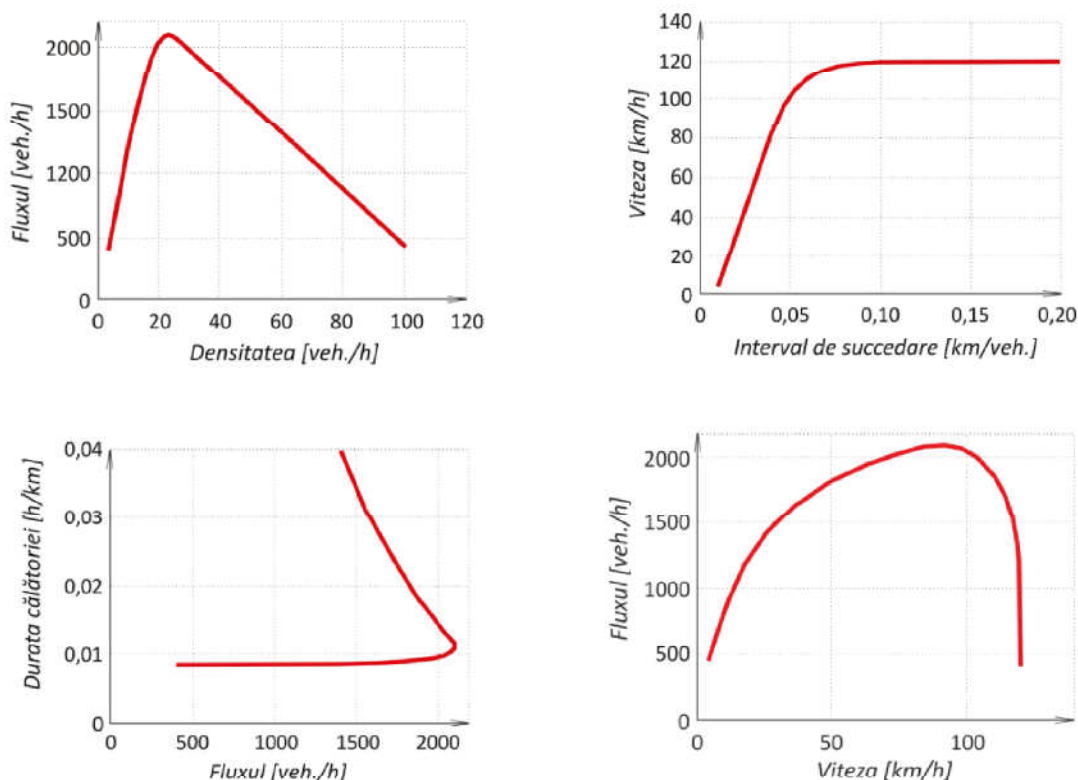 Fluxul [veh./h]
2000
1500
1200
500
0
0 20 40 60 80 100 120
Densitatea [veh./h]
Viteza [km/h]
140
120
100
80
60
40
20
0
0 0,05 0,10 0,15 0,20
Interval de succedare [km/veh.]
Durata călătoriei [h/km]
0,04
0,03
0,02
0,01
0
0 500 1000 1500 2000
Fluxul [veh./h]
Fluxul [veh./h]
2000
1500
1000
500
0
0 50 100
Viteza [km/h]